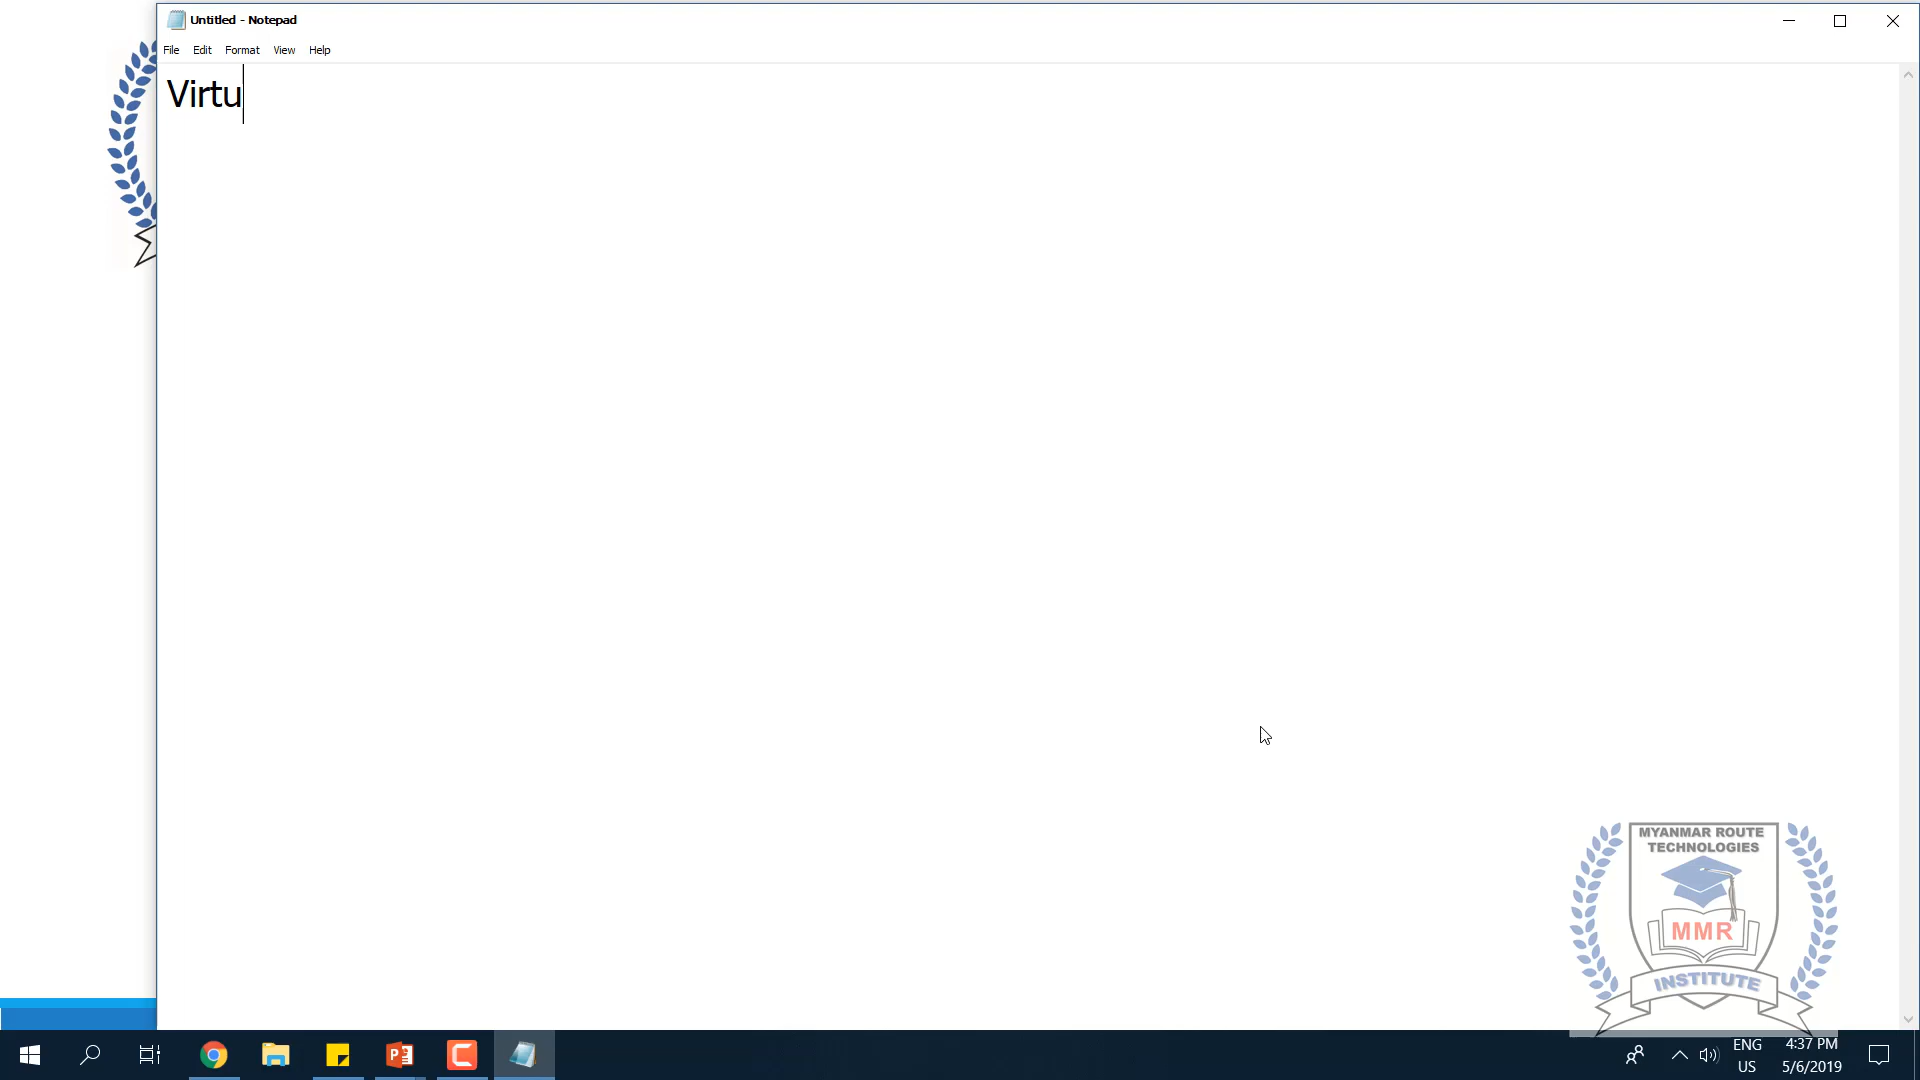 Untitled - Notepad
File Edit Format View Help
Virtu
MYANMAR ROUTE
TECHNOLOGIES
MMR
INSTITUTE
ENG
US
4:37 PM
5/6/2019